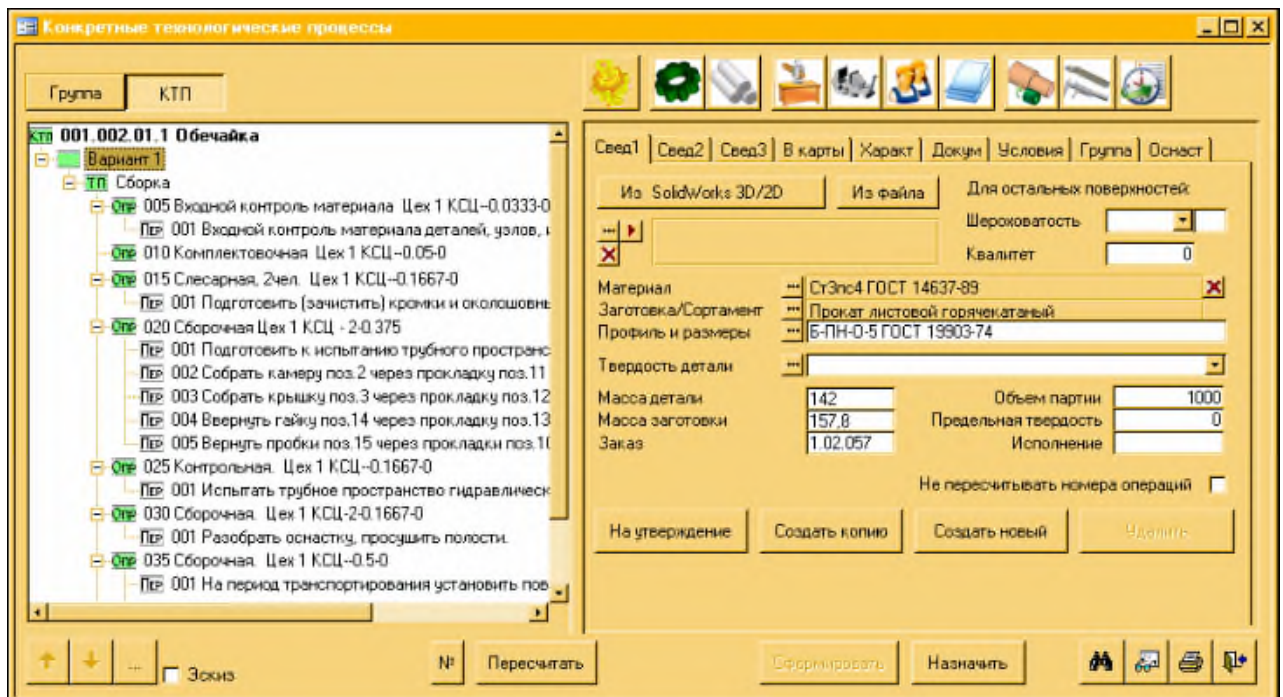 Конкретные технологические процессы
Группа КТП
КТП 001.002.01.1 Обечайка
Вариант 1
ТП Сборка
Опр 005 Входной контроль материала Цех 1 КСЦ--0.0333-0
Пер 001 Входной контроль материала деталей, узлов, и
Опр 010 Комплектовочная Цех 1 КСЦ--0.05-0
Опр 015 Слесарная, 2чел. Цех 1 КСЦ--0.1667-0
Пер 001 Подготовить (зачистить) кромки и околошовны
Опр 020 Сборочная Цех 1 КСЦ - 2-0.375
Пер 001 Подготовить к испытанию трубного пространс
Пер 002 Собрать камеру поз.2 через прокладку поз.11
Пер 003 Собрать крышку поз.3 через прокладку поз.12
Пер 004 Ввернуть гайку поз.14 через прокладку поз.13
Пер 005 Вернуть пробки поз.15 через прокладки поз.10
Опр 025 Контрольная. Цех 1 КСЦ--0.1667-0
Пер 001 Испытать трубное пространство гидравлическ
Опр 030 Сборочная. Цех 1 КСЦ-2-0.1667-0
Пер 001 Разобрать оснастку, просушить полости.
Опр 035 Сборочная. Цех 1 КСЦ--0.5-0
Пер 001 На период транспортирования установить пов
... Эскиз № Пересчитать
Свед1 Свед2 Свед3 В карты Характ Докум Условия Группа Оснаст
Из SolidWorks 3D/2D Из файла Для остальных поверхностей:
Шероховатость
Квалитет 0
Материал ... Ст3пс4 ГОСТ 14637-89
Заготовка/Сортамент ... Прокат листовой горячекатаный
Профиль и размеры ... Б-ПН-О-5 ГОСТ 19903-74
Твердость детали ...
Масса детали 142 Объем партии 1000
Масса заготовки 157,8 Предельная твердость 0
Заказ 1.02.057 Исполнение
Не пересчитывать номера операций
На утверждение Создать копию Создать новый Удалить
Сформировать Назначить